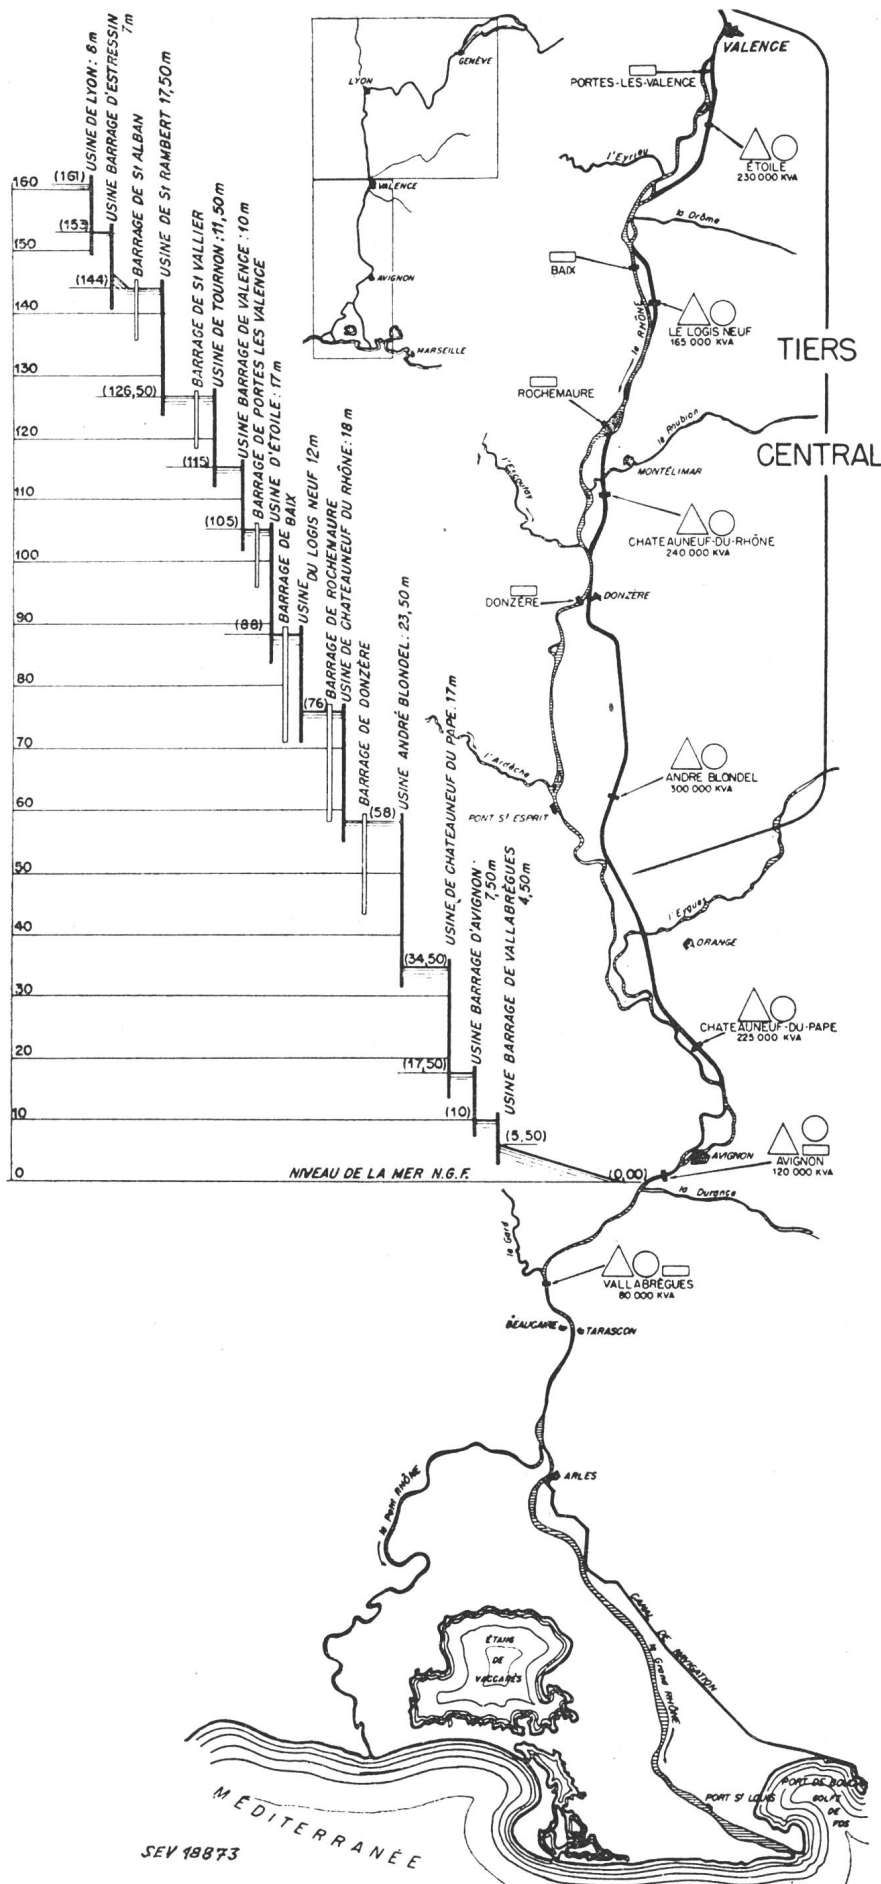 USINE DE LYON : 8m
USINE BARRAGE D'ESTRESSIN
7m
BARRAGE DE St ALBAN
USINE DE St RAMBERT 17,50m
BARRAGE DE St VALLIER
USINE DE TOURNON : 11,50m
USINE BARRAGE DE VALENCE : 10m
BARRAGE DE PORTES LES VALENCE
USINE D'ÉTOILE : 17m
BARRAGE DE BAIX
USINE
DU LOGIS NEUF 12m
BARRAGE DE ROCHEMAURE
USINE DE CHATEAUNEUF DU RHÔNE : 18m
BARRAGE DE DONZÈRE
USINE ANDRÉ BLONDEL : 23,50m
USINE DE CHATEAUNEUF DU PAPE : 17m
USINE BARRAGE D'AVIGNON :
7,50m
USINE BARRAGE DE VALLABRÈGUES
4,50m
160
150
140
130
120
110
100
90
80
70
60
50
40
30
20
10
0
(161)
(153)
(144)
(126,50)
(115)
(105)
(88)
(76)
(58)
(34,50)
(17,50)
(10)
(5,50)
(0,00)
NIVEAU DE LA MER N.G.F.
GENÈVE
LYON
VALENCE
AVIGNON
MARSEILLE
VALENCE
PORTES-LES-VALENCE
ÉTOILE
230 000 KVA
l'Eyrieu
la Drôme
BAIX
LE LOGIS NEUF
165 000 KVA
le RHÔNE
TIERS
CENTRAL
ROCHEMAURE
le Roubion
MONTÉLIMAR
CHATEAUNEUF-DU-RHÔNE
240 000 KVA
DONZÈRE
DONZÈRE
l'Ardèche
ANDRÉ BLONDEL
300 000 KVA
PONT St ESPRIT
l'Eygues
ORANGE
CHATEAUNEUF-DU-PAPE
225 000 KVA
AVIGNON
AVIGNON
120 000 KVA
la Durance
le Gard
VALLABRÈGUES
80 000 KVA
BEAUCAIRE
TARASCON
le Petit RHÔNE
ARLES
CANAL DE NAVIGATION
le Grand RHÔNE
ÉTANG
DE
VACCARÈS
PORT St LOUIS
PORT DE BOUC
GOLFE
DE
FOS
MÉDITERRANÉE
SEV 18873